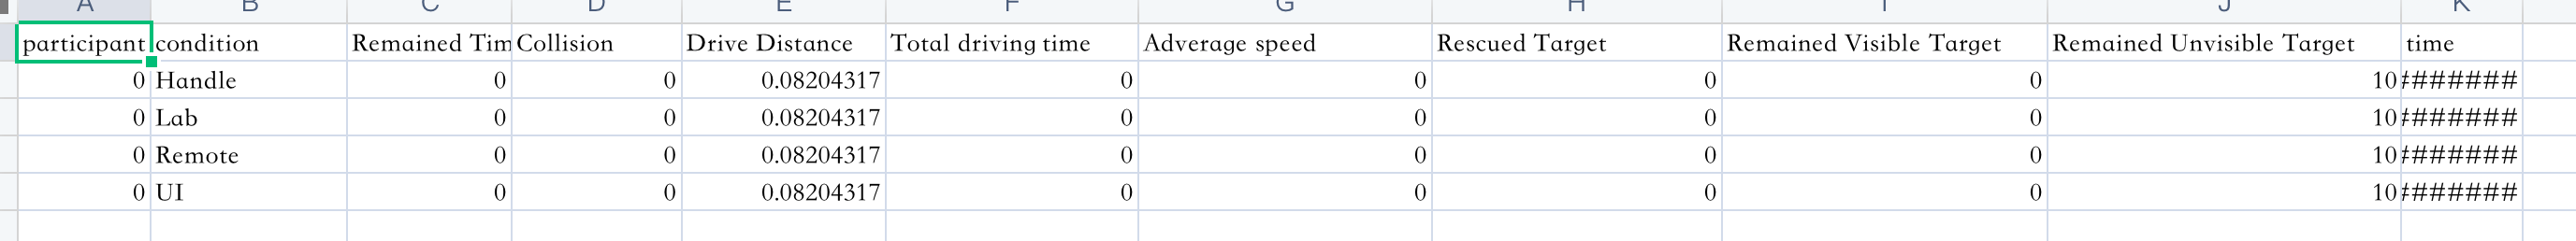 A B C D E F G H I J K
participant condition Remained Tim Collision Drive Distance Total driving time Adverage speed Rescued Target Remained Visible Target Remained Unvisible Target time
0 Handle 0 0 0.08204317 0 0 0 0 10 #######
0 Lab 0 0 0.08204317 0 0 0 0 10 #######
0 Remote 0 0 0.08204317 0 0 0 0 10 #######
0 UI 0 0 0.08204317 0 0 0 0 10 #######